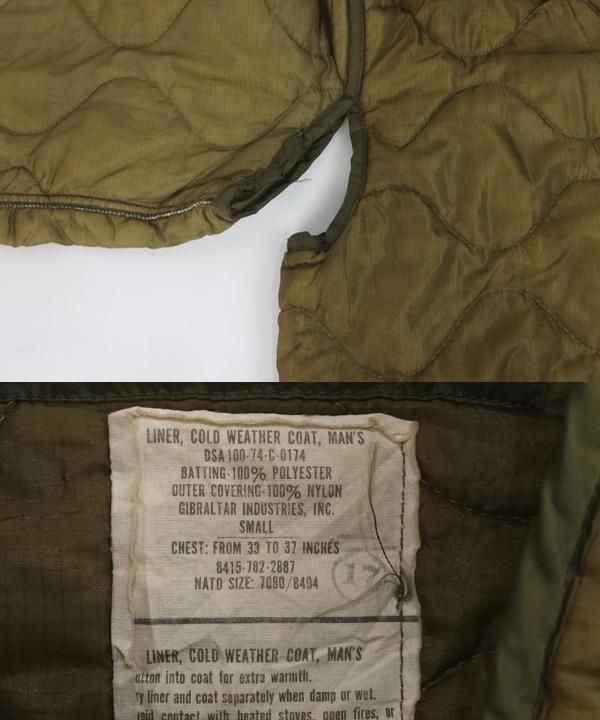 LINER, COLD WEATHER COAT, MAN'S
DSA 100-74-C-0174
BATTING-100% POLYESTER
OUTER COVERING-100% NYLON
GIBRALTAR INDUSTRIES, INC.
SMALL
CHEST: FROM 33 TO 37 INCHES
8415-782-2887
NATO SIZE: 7080/8494
17
LINER, COLD WEATHER COAT, MAN'S
into coat for extra warmth.
liner and coat separately when damp or wet.
contact with heated stoves, open fires, or